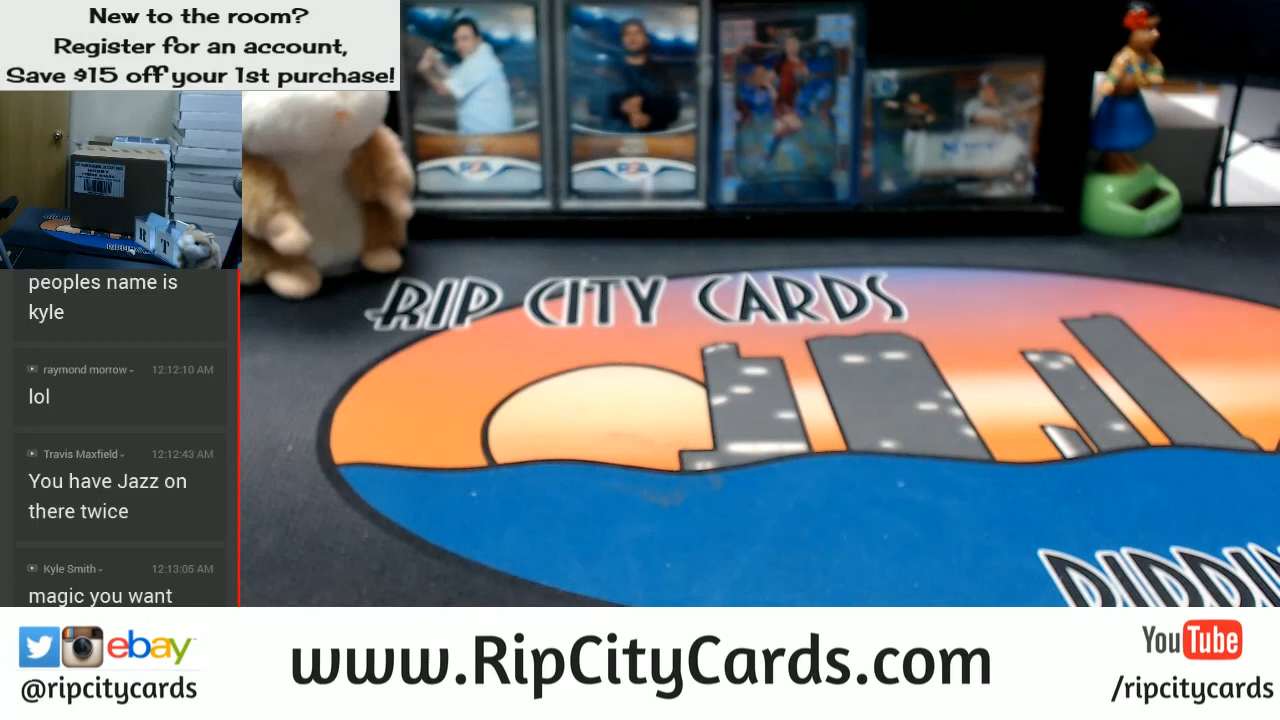 New to the room?
Register for an account,
Save $15 off your 1st purchase!
R T
peoples name is
kyle
raymond morrow
12:12:10 AM
lol
Travis Maxfield
12:12:43 AM
You have Jazz on
there twice
Kyle Smith
12:13:05 AM
magic you want
RIP CITY CARDS
ebay
@ripcitycards
www.RipCityCards.com
YouTube
/ripcitycards